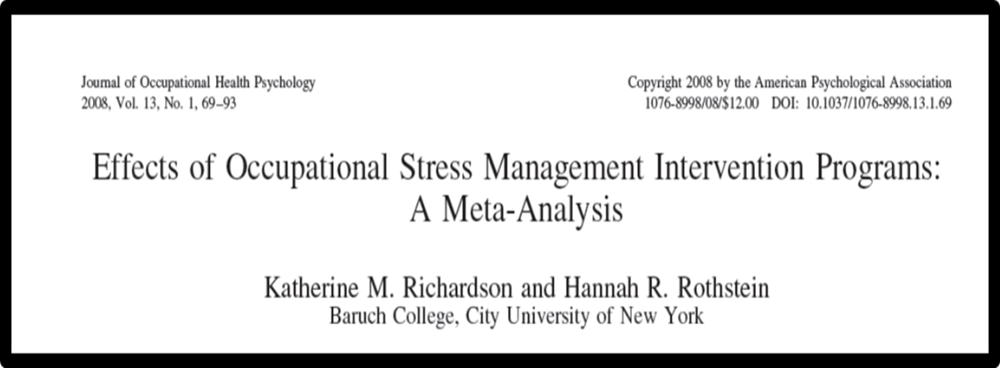 Journal of Occupational Health Psychology
2008, Vol. 13, No. 1, 69–93
Copyright 2008 by the American Psychological Association
1076-8998/08/$12.00 DOI: 10.1037/1076-8998.13.1.69
Effects of Occupational Stress Management Intervention Programs:
A Meta-Analysis
Katherine M. Richardson and Hannah R. Rothstein
Baruch College, City University of New York